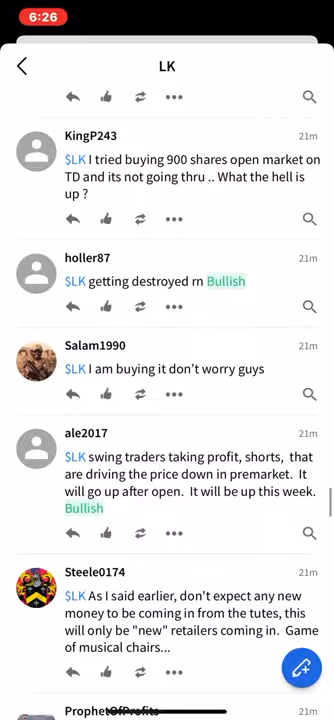 6:26
LK
KingP243 21m
$LK I tried buying 900 shares open market on
TD and its not going thru .. What the hell is
up ?
holler87 21m
$LK getting destroyed rn Bullish
Salam1990 21m
$LK I am buying it don’t worry guys
ale2017 21m
$LK swing traders taking profit, shorts, that
are driving the price down in premarket. It
will go up after open. It will be up this week.
Bullish
Steele0174 21m
$LK As I said earlier, don't expect any new
money to be coming in from the tutes, this
will only be "new" retailers coming in. Game
of musical chairs...
ProphetOfProfits 21m